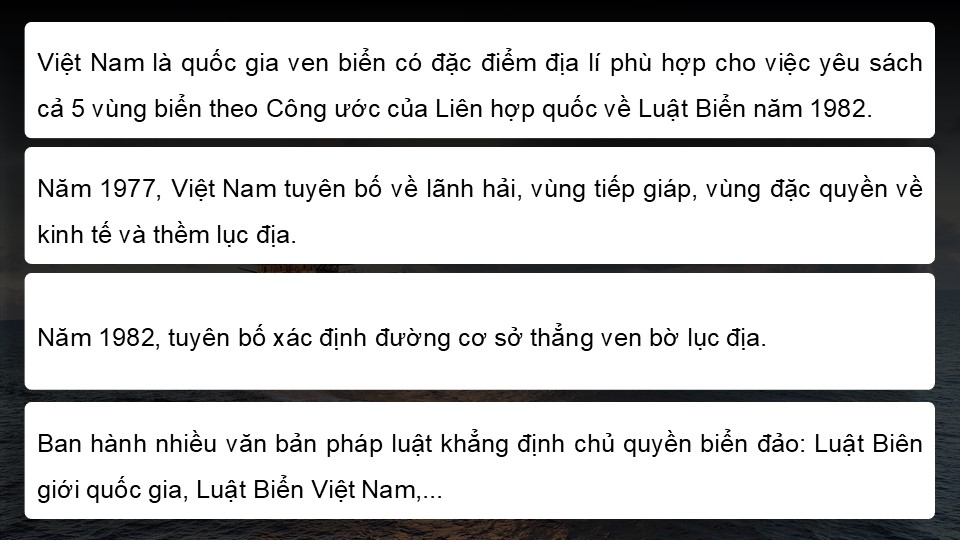 Việt Nam là quốc gia ven biển có đặc điểm địa lí phù hợp cho việc yêu sách
cả 5 vùng biển theo Công ước của Liên hợp quốc về Luật Biển năm 1982.
Năm 1977, Việt Nam tuyên bố về lãnh hải, vùng tiếp giáp, vùng đặc quyền về
kinh tế và thềm lục địa.
Năm 1982, tuyên bố xác định đường cơ sở thẳng ven bờ lục địa.
Ban hành nhiều văn bản pháp luật khẳng định chủ quyền biển đảo: Luật Biên
giới quốc gia, Luật Biển Việt Nam,...